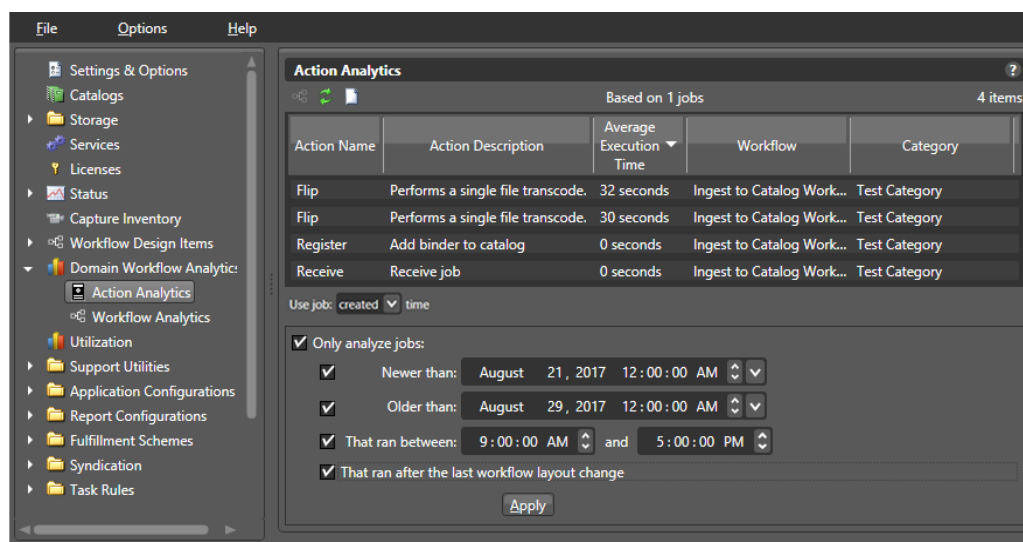 File Options Help
Settings & Options
Catalogs
Storage
Services
Licenses
Status
Capture Inventory
Workflow Design Items
Domain Workflow Analytics
Action Analytics
Workflow Analytics
Utilization
Support Utilities
Application Configurations
Report Configurations
Fulfillment Schemes
Syndication
Task Rules
Action Analytics ?
Based on 1 jobs 4 items
Action Name Action Description Average Execution Time Workflow Category
Flip Performs a single file transcode. 32 seconds Ingest to Catalog Work... Test Category
Flip Performs a single file transcode. 30 seconds Ingest to Catalog Work... Test Category
Register Add binder to catalog 0 seconds Ingest to Catalog Work... Test Category
Receive Receive job 0 seconds Ingest to Catalog Work... Test Category
Use job: created time
Only analyze jobs:
Newer than: August 21, 2017 12:00:00 AM
Older than: August 29, 2017 12:00:00 AM
That ran between: 9:00:00 AM and 5:00:00 PM
That ran after the last workflow layout change
Apply